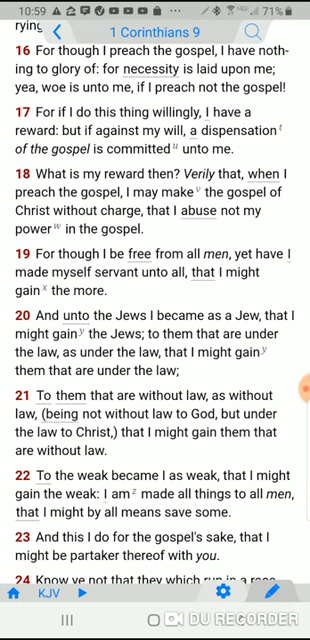 10:59 71%
rying
1 Corinthians 9
16 For though I preach the gospel, I have noth-
ing to glory of: for necessity is laid upon me;
yea, woe is unto me, if I preach not the gospel!
17 For if I do this thing willingly, I have a
reward: but if against my will, a dispensation t
of the gospel is committed u unto me.
18 What is my reward then? Verily that, when I
preach the gospel, I may make v the gospel of
Christ without charge, that I abuse not my
power w in the gospel.
19 For though I be free from all men, yet have I
made myself servant unto all, that I might
gain x the more.
20 And unto the Jews I became as a Jew, that I
might gain y the Jews; to them that are under
the law, as under the law, that I might gain y
them that are under the law;
21 To them that are without law, as without
law, (being not without law to God, but under
the law to Christ,) that I might gain them that
are without law.
22 To the weak became I as weak, that I might
gain the weak: I am z made all things to all men,
that I might by all means save some.
23 And this I do for the gospel's sake, that I
might be partaker thereof with you.
24 Know ye not that they which run in a race
KJV
DU RECORDER